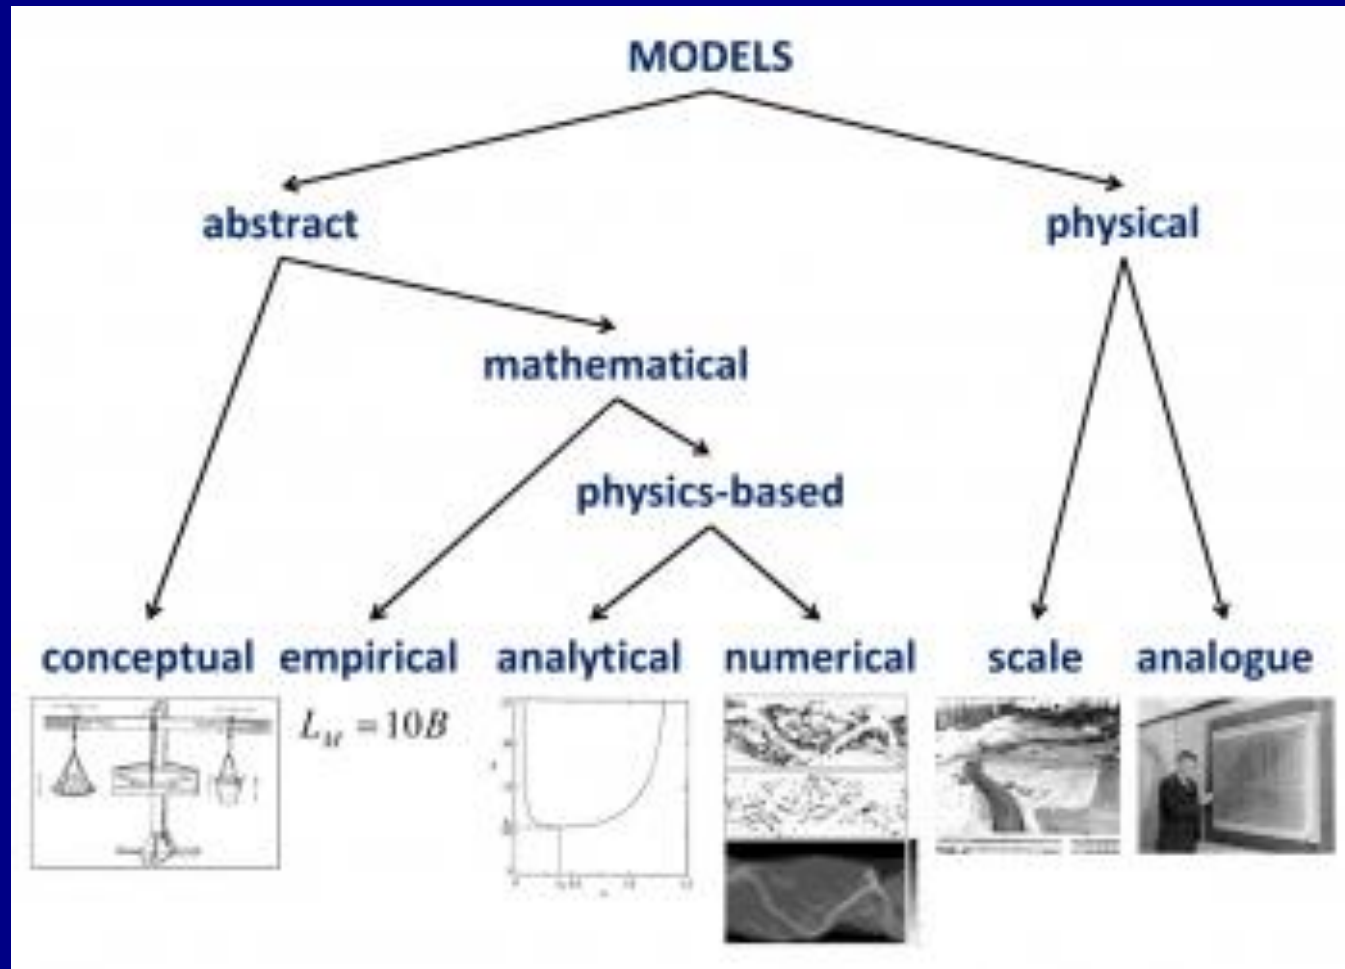 MODELS
abstract
physical
mathematical
physics-based
conceptual
empirical
analytical
numerical
scale
analogue
L_M = 10B